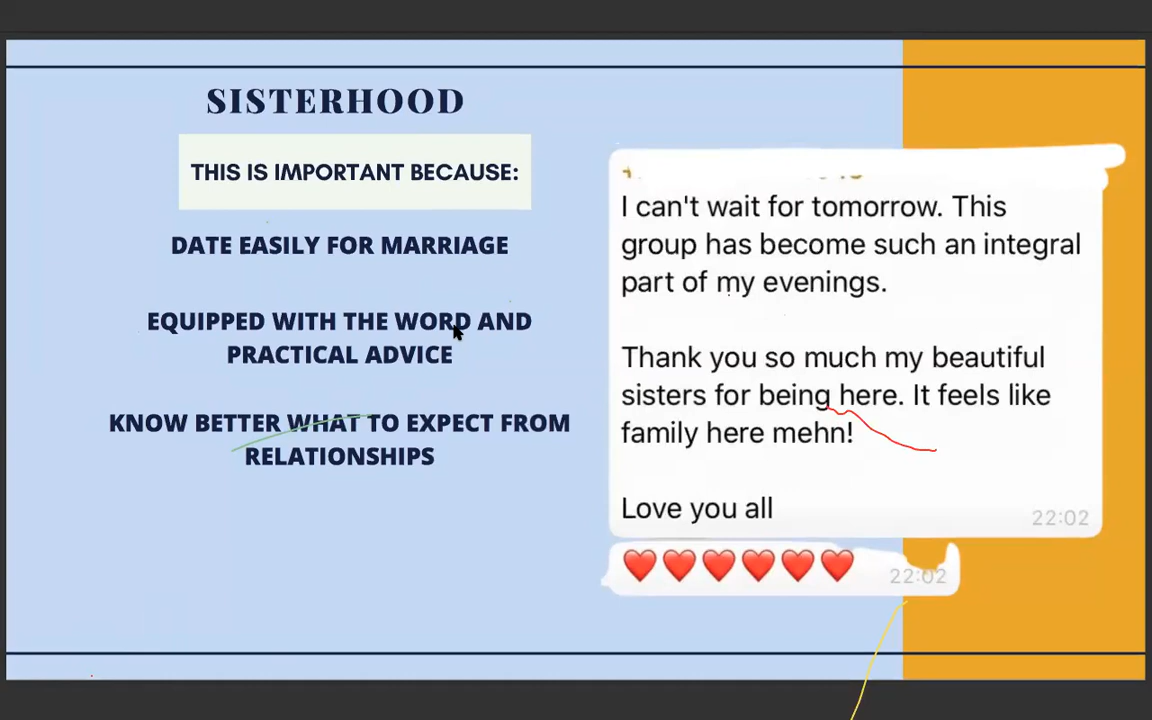 SISTERHOOD
THIS IS IMPORTANT BECAUSE:
DATE EASILY FOR MARRIAGE
EQUIPPED WITH THE WORD AND
PRACTICAL ADVICE
KNOW BETTER WHAT TO EXPECT FROM
RELATIONSHIPS
I can't wait for tomorrow. This
group has become such an integral
part of my evenings.
Thank you so much my beautiful
sisters for being here. It feels like
family here mehn!
Love you all
22:02
❤️❤️❤️❤️❤️❤️
22:02